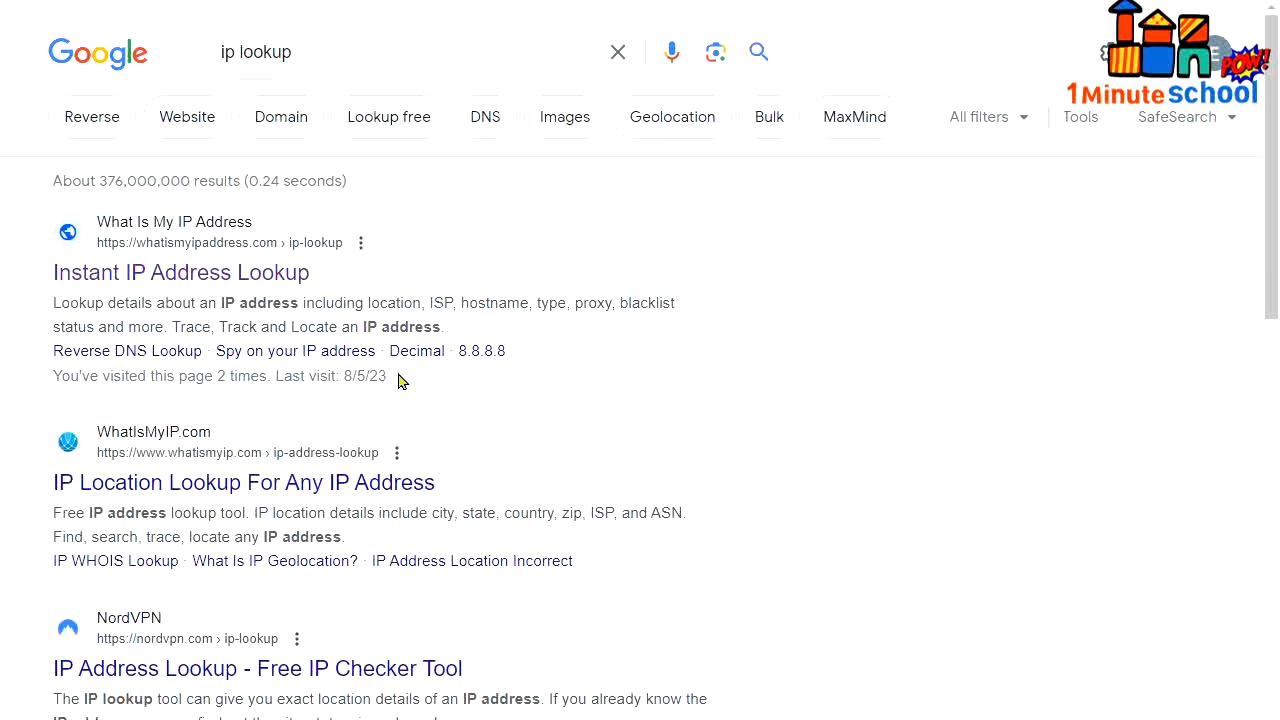 Google
ip lookup
POW!
1Minute school
Reverse Website Domain Lookup free DNS Images Geolocation Bulk MaxMind All filters Tools SafeSearch
About 376,000,000 results (0.24 seconds)
What Is My IP Address
https://whatismyipaddress.com › ip-lookup
Instant IP Address Lookup
Lookup details about an IP address including location, ISP, hostname, type, proxy, blacklist
status and more. Trace, Track and Locate an IP address.
Reverse DNS Lookup · Spy on your IP address · Decimal · 8.8.8.8
You've visited this page 2 times. Last visit: 8/5/23
WhatIsMyIP.com
https://www.whatismyip.com › ip-address-lookup
IP Location Lookup For Any IP Address
Free IP address lookup tool. IP location details include city, state, country, zip, ISP, and ASN.
Find, search, trace, locate any IP address.
IP WHOIS Lookup · What Is IP Geolocation? · IP Address Location Incorrect
NordVPN
https://nordvpn.com › ip-lookup
IP Address Lookup - Free IP Checker Tool
The IP lookup tool can give you exact location details of an IP address. If you already know the